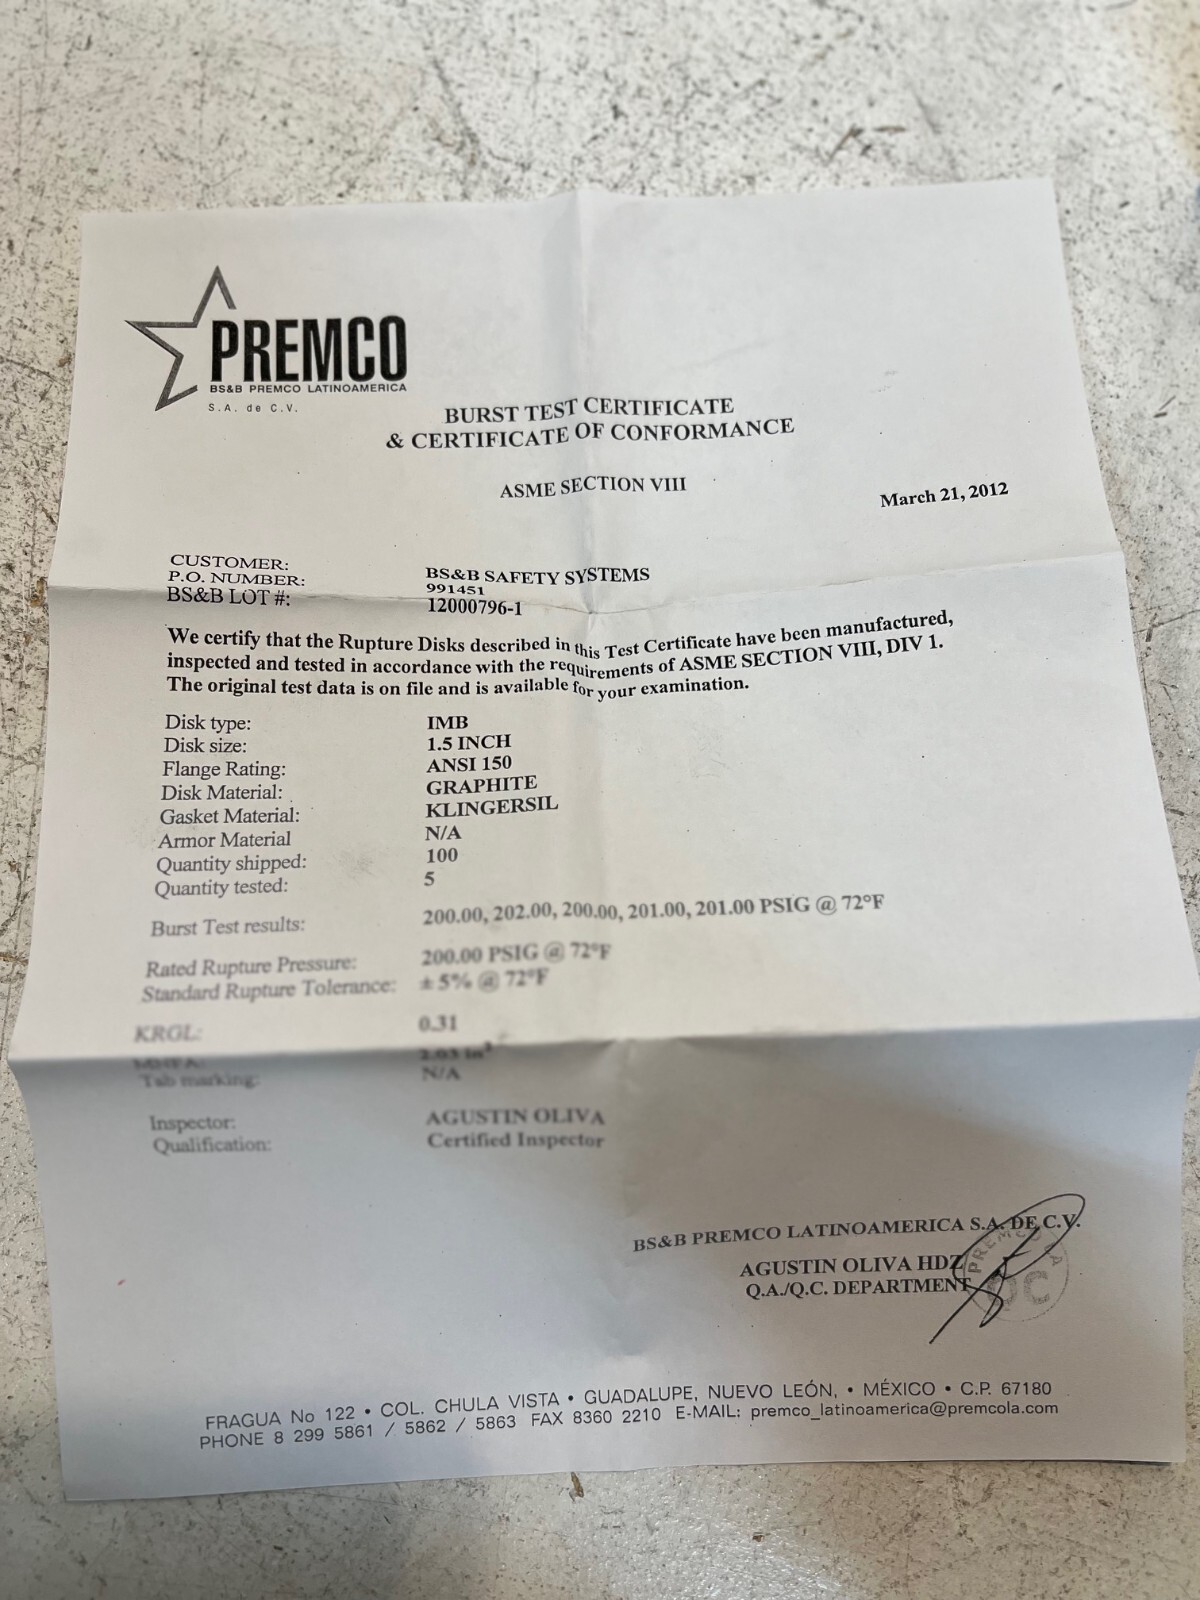 PREMCO
BS&B PREMCO LATINOAMERICA
S.A. de C.V.
BURST TEST CERTIFICATE
& CERTIFICATE OF CONFORMANCE
ASME SECTION VIII
March 21, 2012
CUSTOMER: BS&B SAFETY SYSTEMS
P.O. NUMBER: 991451
BS&B LOT #: 12000796-1
We certify that the Rupture Disks described in this Test Certificate have been manufactured,
inspected and tested in accordance with the requirements of ASME SECTION VIII, DIV 1.
The original test data is on file and is available for your examination.
Disk type: IMB
Disk size: 1.5 INCH
Flange Rating: ANSI 150
Disk Material: GRAPHITE
Gasket Material: KLINGERSIL
Armor Material N/A
Quantity shipped: 100
Quantity tested: 5
Burst Test results: 200.00, 202.00, 200.00, 201.00, 201.00 PSIG @ 72°F
Rated Rupture Pressure: 200.00 PSIG @ 72°F
Standard Rupture Tolerance: ± 5% @ 72°F
KRGL: 0.31
MNFA: 2.03 in²
Tab marking: N/A
Inspector: AGUSTIN OLIVA
Qualification: Certified Inspector
BS&B PREMCO LATINOAMERICA S.A. DE C.V.
AGUSTIN OLIVA HDZ
Q.A./Q.C. DEPARTMENT
PREMCO SA
QC
FRAGUA No 122 • COL. CHULA VISTA • GUADALUPE, NUEVO LEÓN, • MÉXICO • C.P. 67180
PHONE 8 299 5861 / 5862 / 5863 FAX 8360 2210 E-MAIL: premco_latinoamerica@premcola.com